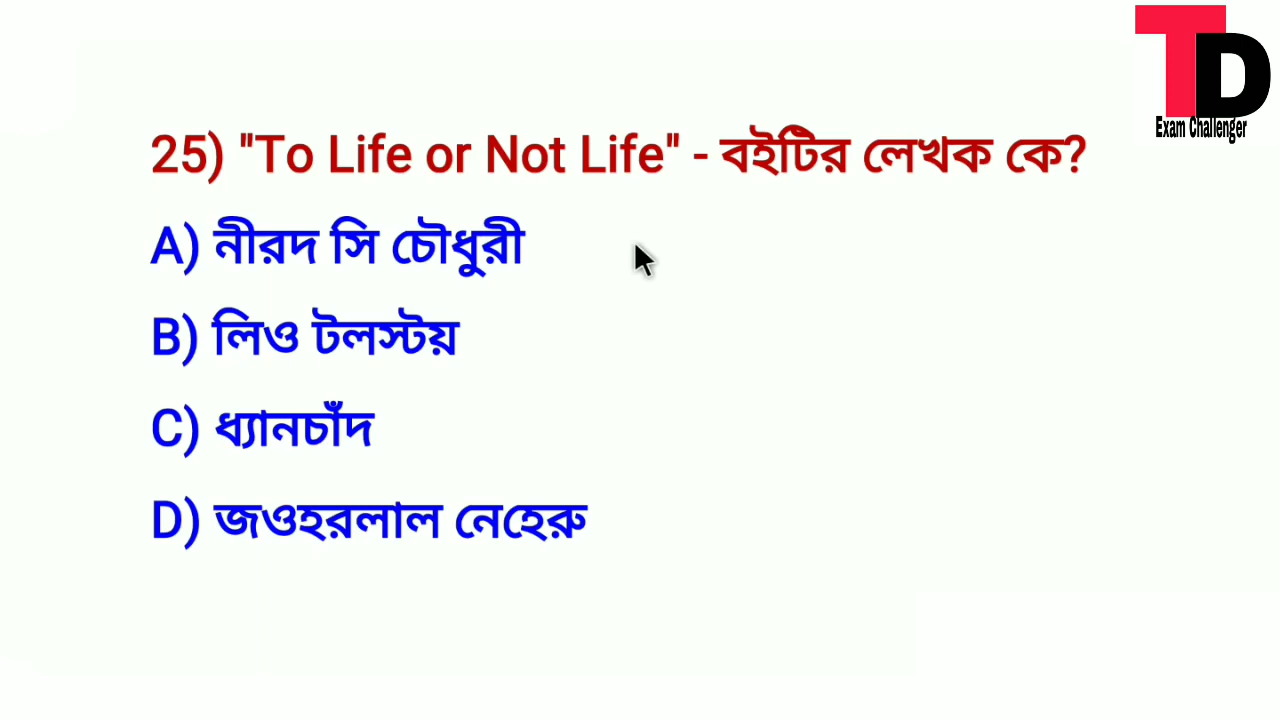 TD
Exam Challenger
25) "To Life or Not Life" - বইটির লেখক কে?
A) নীরদ সি চৌধুরী
B) লিও টলস্টয়
C) ধ্যানচাঁদ
D) জওহরলাল নেহেরু